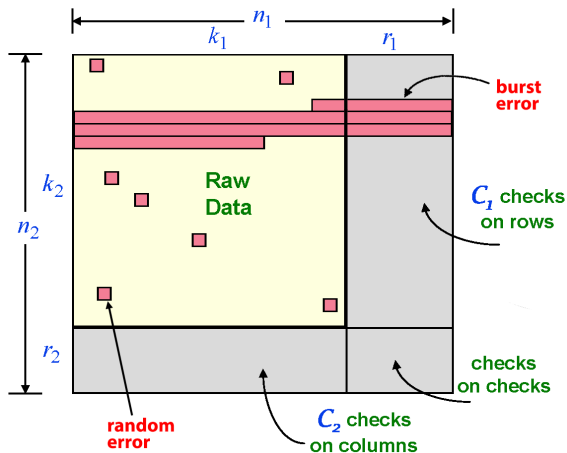 n1
k1
r1
burst
error
Raw
Data
k2
n2
C1 checks
on rows
r2
checks
on checks
random
error
C2 checks
on columns